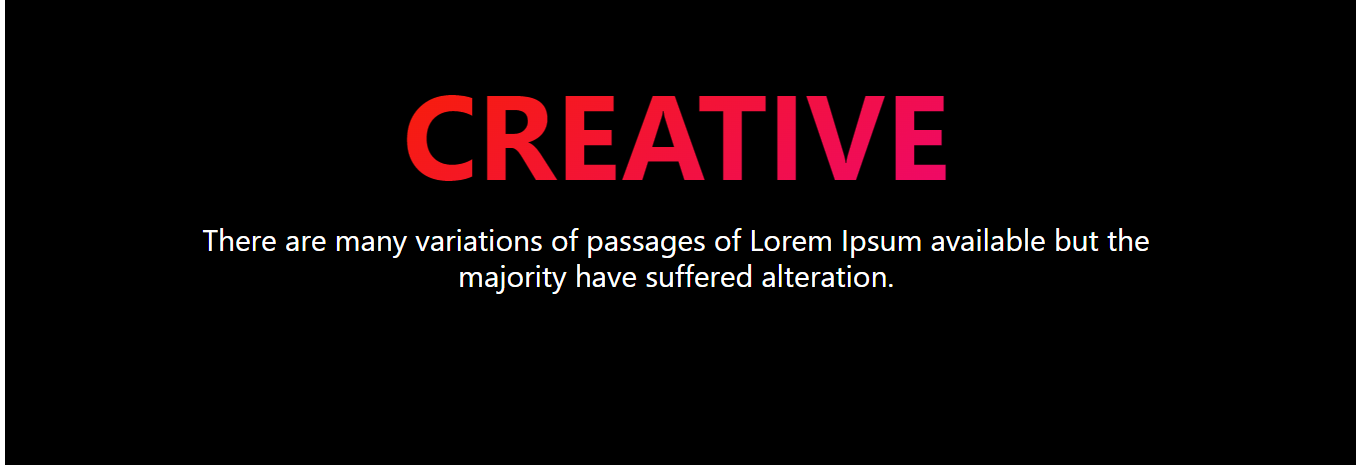 CREATIVE
There are many variations of passages of Lorem Ipsum available but the
majority have suffered alteration.